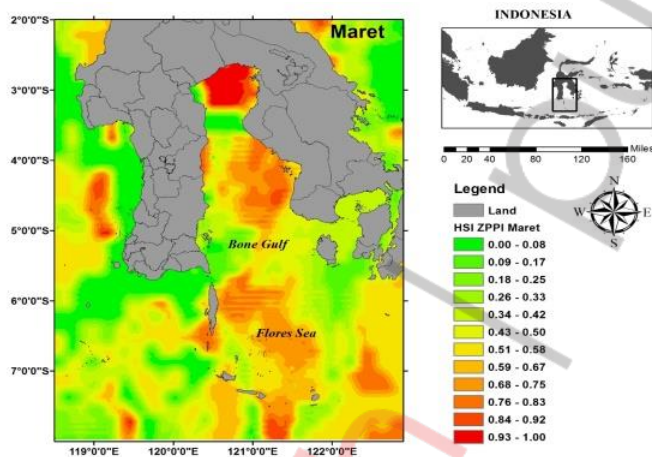 Maret
2°0'0"S
3°0'0"S
4°0'0"S
5°0'0"S
6°0'0"S
7°0'0"S
119°0'0"E
120°0'0"E
121°0'0"E
122°0'0"E
Bone Gulf
Flores Sea
INDONESIA
Miles
0 20 40 80 120 160
N
W E
S
Legend
Land
HSI ZPPI Maret
0.00 - 0.08
0.09 - 0.17
0.18 - 0.25
0.26 - 0.33
0.34 - 0.42
0.43 - 0.50
0.51 - 0.58
0.59 - 0.67
0.68 - 0.75
0.76 - 0.83
0.84 - 0.92
0.93 - 1.00